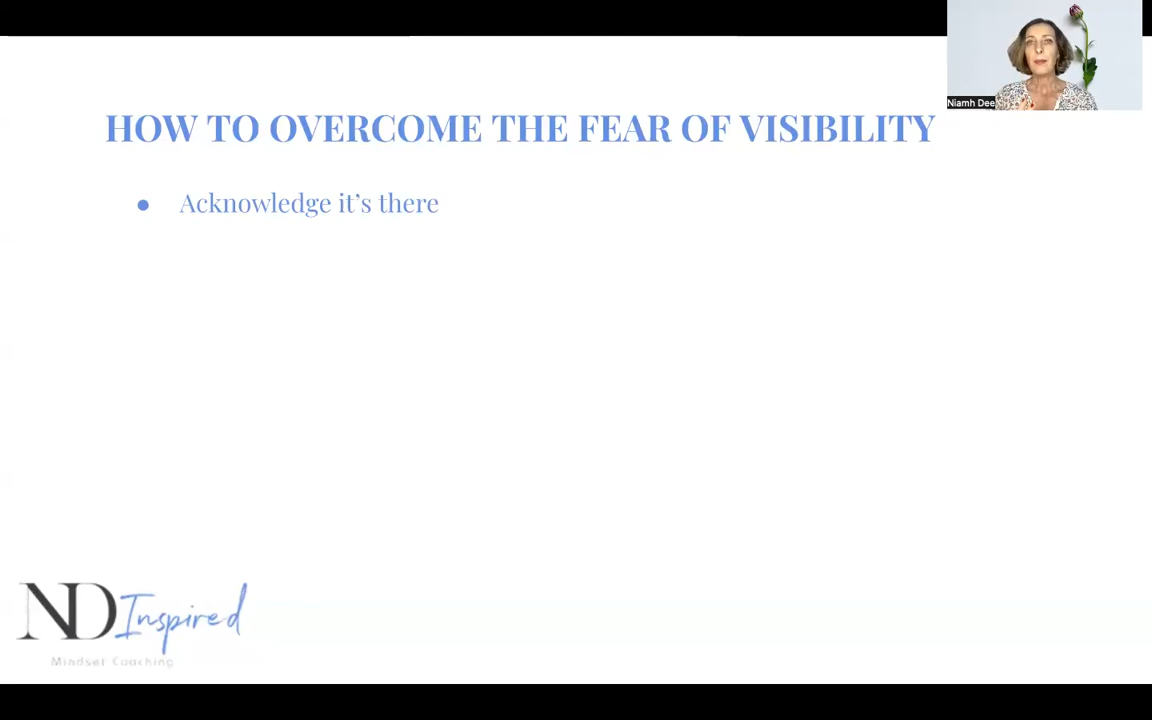 Niamh Dee
HOW TO OVERCOME THE FEAR OF VISIBILITY
● Acknowledge it’s there
ND Inspired
Mindset Coaching